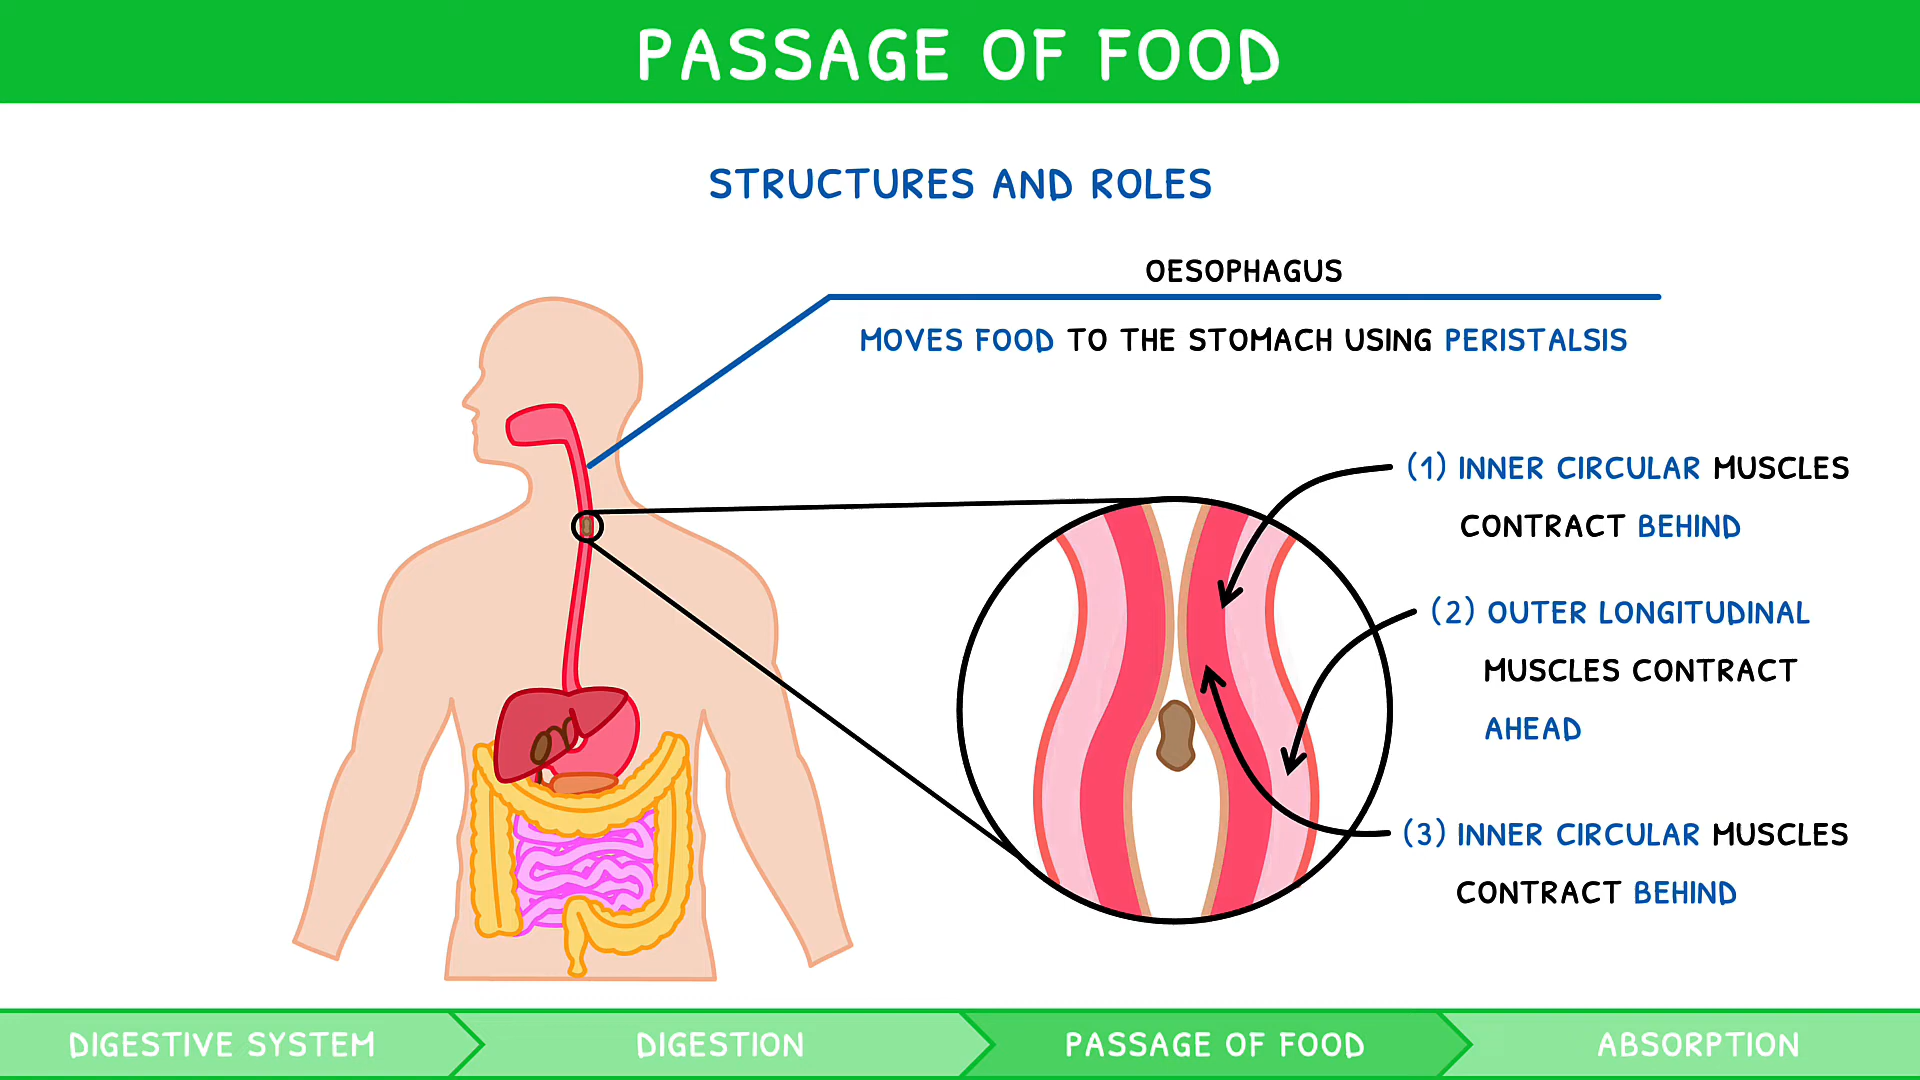 PASSAGE OF FOOD
STRUCTURES AND ROLES
OESOPHAGUS
MOVES FOOD TO THE STOMACH USING PERISTALSIS
(1) INNER CIRCULAR MUSCLES
CONTRACT BEHIND
(2) OUTER LONGITUDINAL
MUSCLES CONTRACT
AHEAD
(3) INNER CIRCULAR MUSCLES
CONTRACT BEHIND
DIGESTIVE SYSTEM
DIGESTION
PASSAGE OF FOOD
ABSORPTION